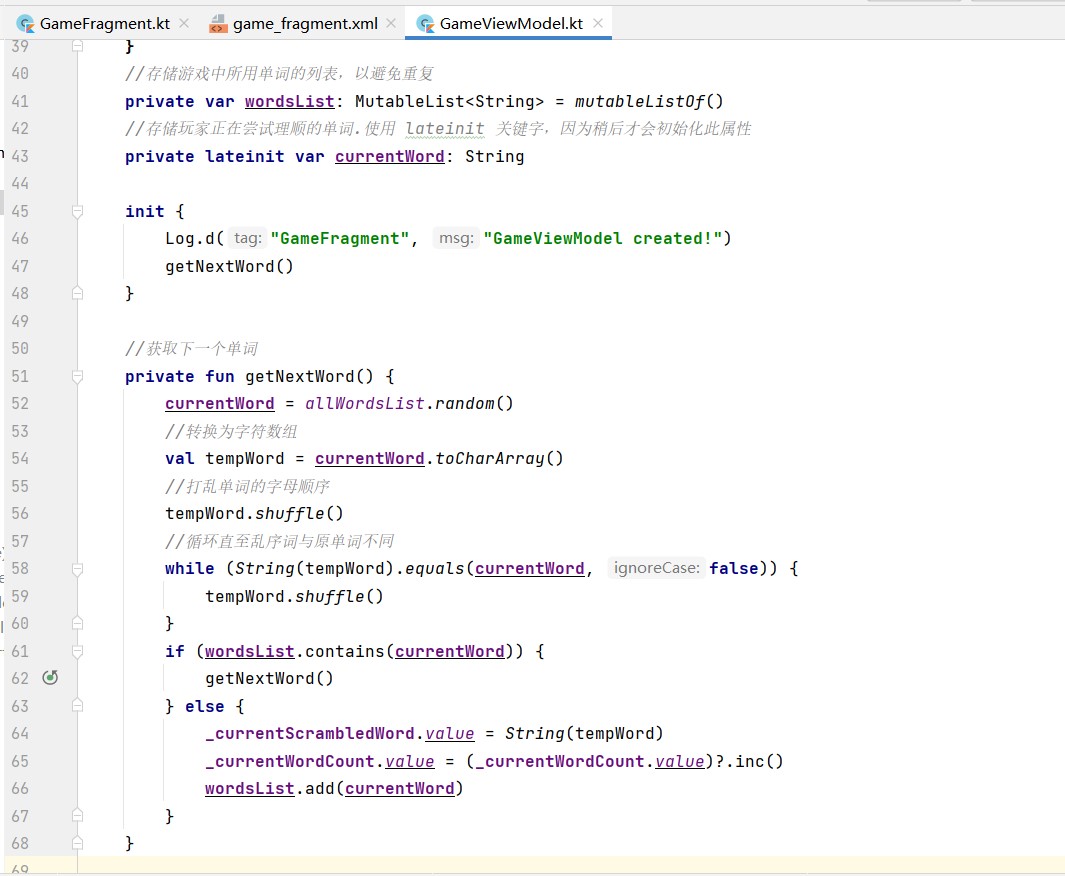 GameFragment.kt game_fragment.xml GameViewModel.kt
39 }
40 //存储游戏中所用单词的列表，以避免重复
41 private var wordsList: MutableList<String> = mutableListOf()
42 //存储玩家正在尝试理顺的单词.使用 lateinit 关键字，因为稍后才会初始化此属性
43 private lateinit var currentWord: String
44
45 init {
46 Log.d( tag: "GameFragment", msg: "GameViewModel created!")
47 getNextWord()
48 }
49
50 //获取下一个单词
51 private fun getNextWord() {
52 currentWord = allWordsList.random()
53 //转换为字符数组
54 val tempWord = currentWord.toCharArray()
55 //打乱单词的字母顺序
56 tempWord.shuffle()
57 //循环直至乱序词与原单词不同
58 while (String(tempWord).equals(currentWord, ignoreCase: false)) {
59 tempWord.shuffle()
60 }
61 if (wordsList.contains(currentWord)) {
62 getNextWord()
63 } else {
64 _currentScrambledWord.value = String(tempWord)
65 _currentWordCount.value = (_currentWordCount.value)?.inc()
66 wordsList.add(currentWord)
67 }
68 }
69